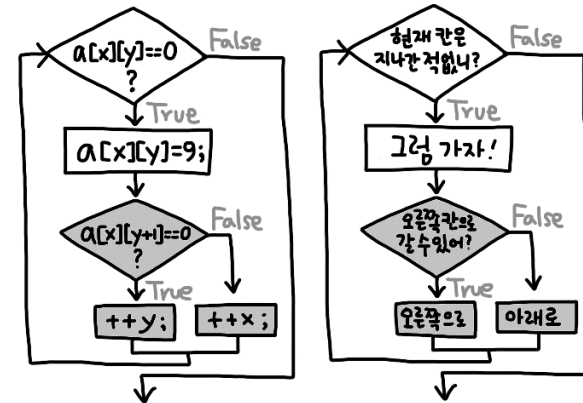 a[x][y]==0
?
False
True
a[x][y]=9;
a[x][y+1]==0
?
False
True
++y;
++x;
현재 칸은
지나간 적없니?
False
True
그럼 가자!
오른쪽 칸으로
갈 수 있어?
False
True
오른쪽으로
아래로